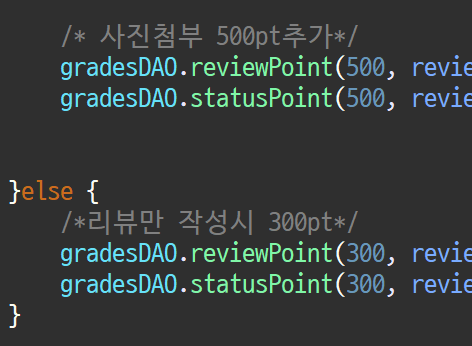 /* 사진첨부 500pt추가*/
gradesDAO.reviewPoint(500, revie
gradesDAO.statusPoint(500, revie
}else {
/*리뷰만 작성시 300pt*/
gradesDAO.reviewPoint(300, revie
gradesDAO.statusPoint(300, revie
}